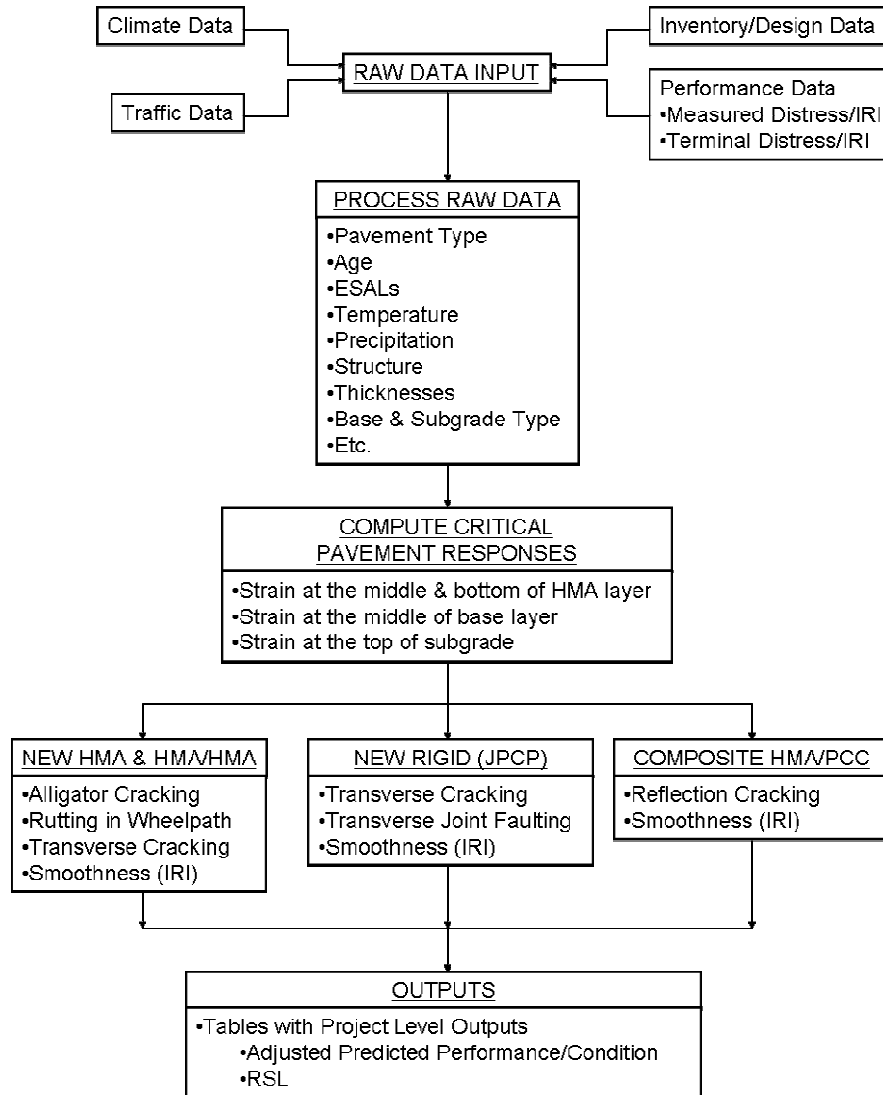 Climate Data
Inventory/Design Data
RAW DATA INPUT
Traffic Data
Performance Data
•Measured Distress/IRI
•Terminal Distress/IRI
PROCESS RAW DATA
•Pavement Type
•Age
•ESALs
•Temperature
•Precipitation
•Structure
•Thicknesses
•Base & Subgrade Type
•Etc.
COMPUTE CRITICAL
PAVEMENT RESPONSES
•Strain at the middle & bottom of HMA layer
•Strain at the middle of base layer
•Strain at the top of subgrade
NEW HMA & HMA/HMA
•Alligator Cracking
•Rutting in Wheelpath
•Transverse Cracking
•Smoothness (IRI)
NEW RIGID (JPCP)
•Transverse Cracking
•Transverse Joint Faulting
•Smoothness (IRI)
COMPOSITE HMA/PCC
•Reflection Cracking
•Smoothness (IRI)
OUTPUTS
•Tables with Project Level Outputs
•Adjusted Predicted Performance/Condition
•RSL